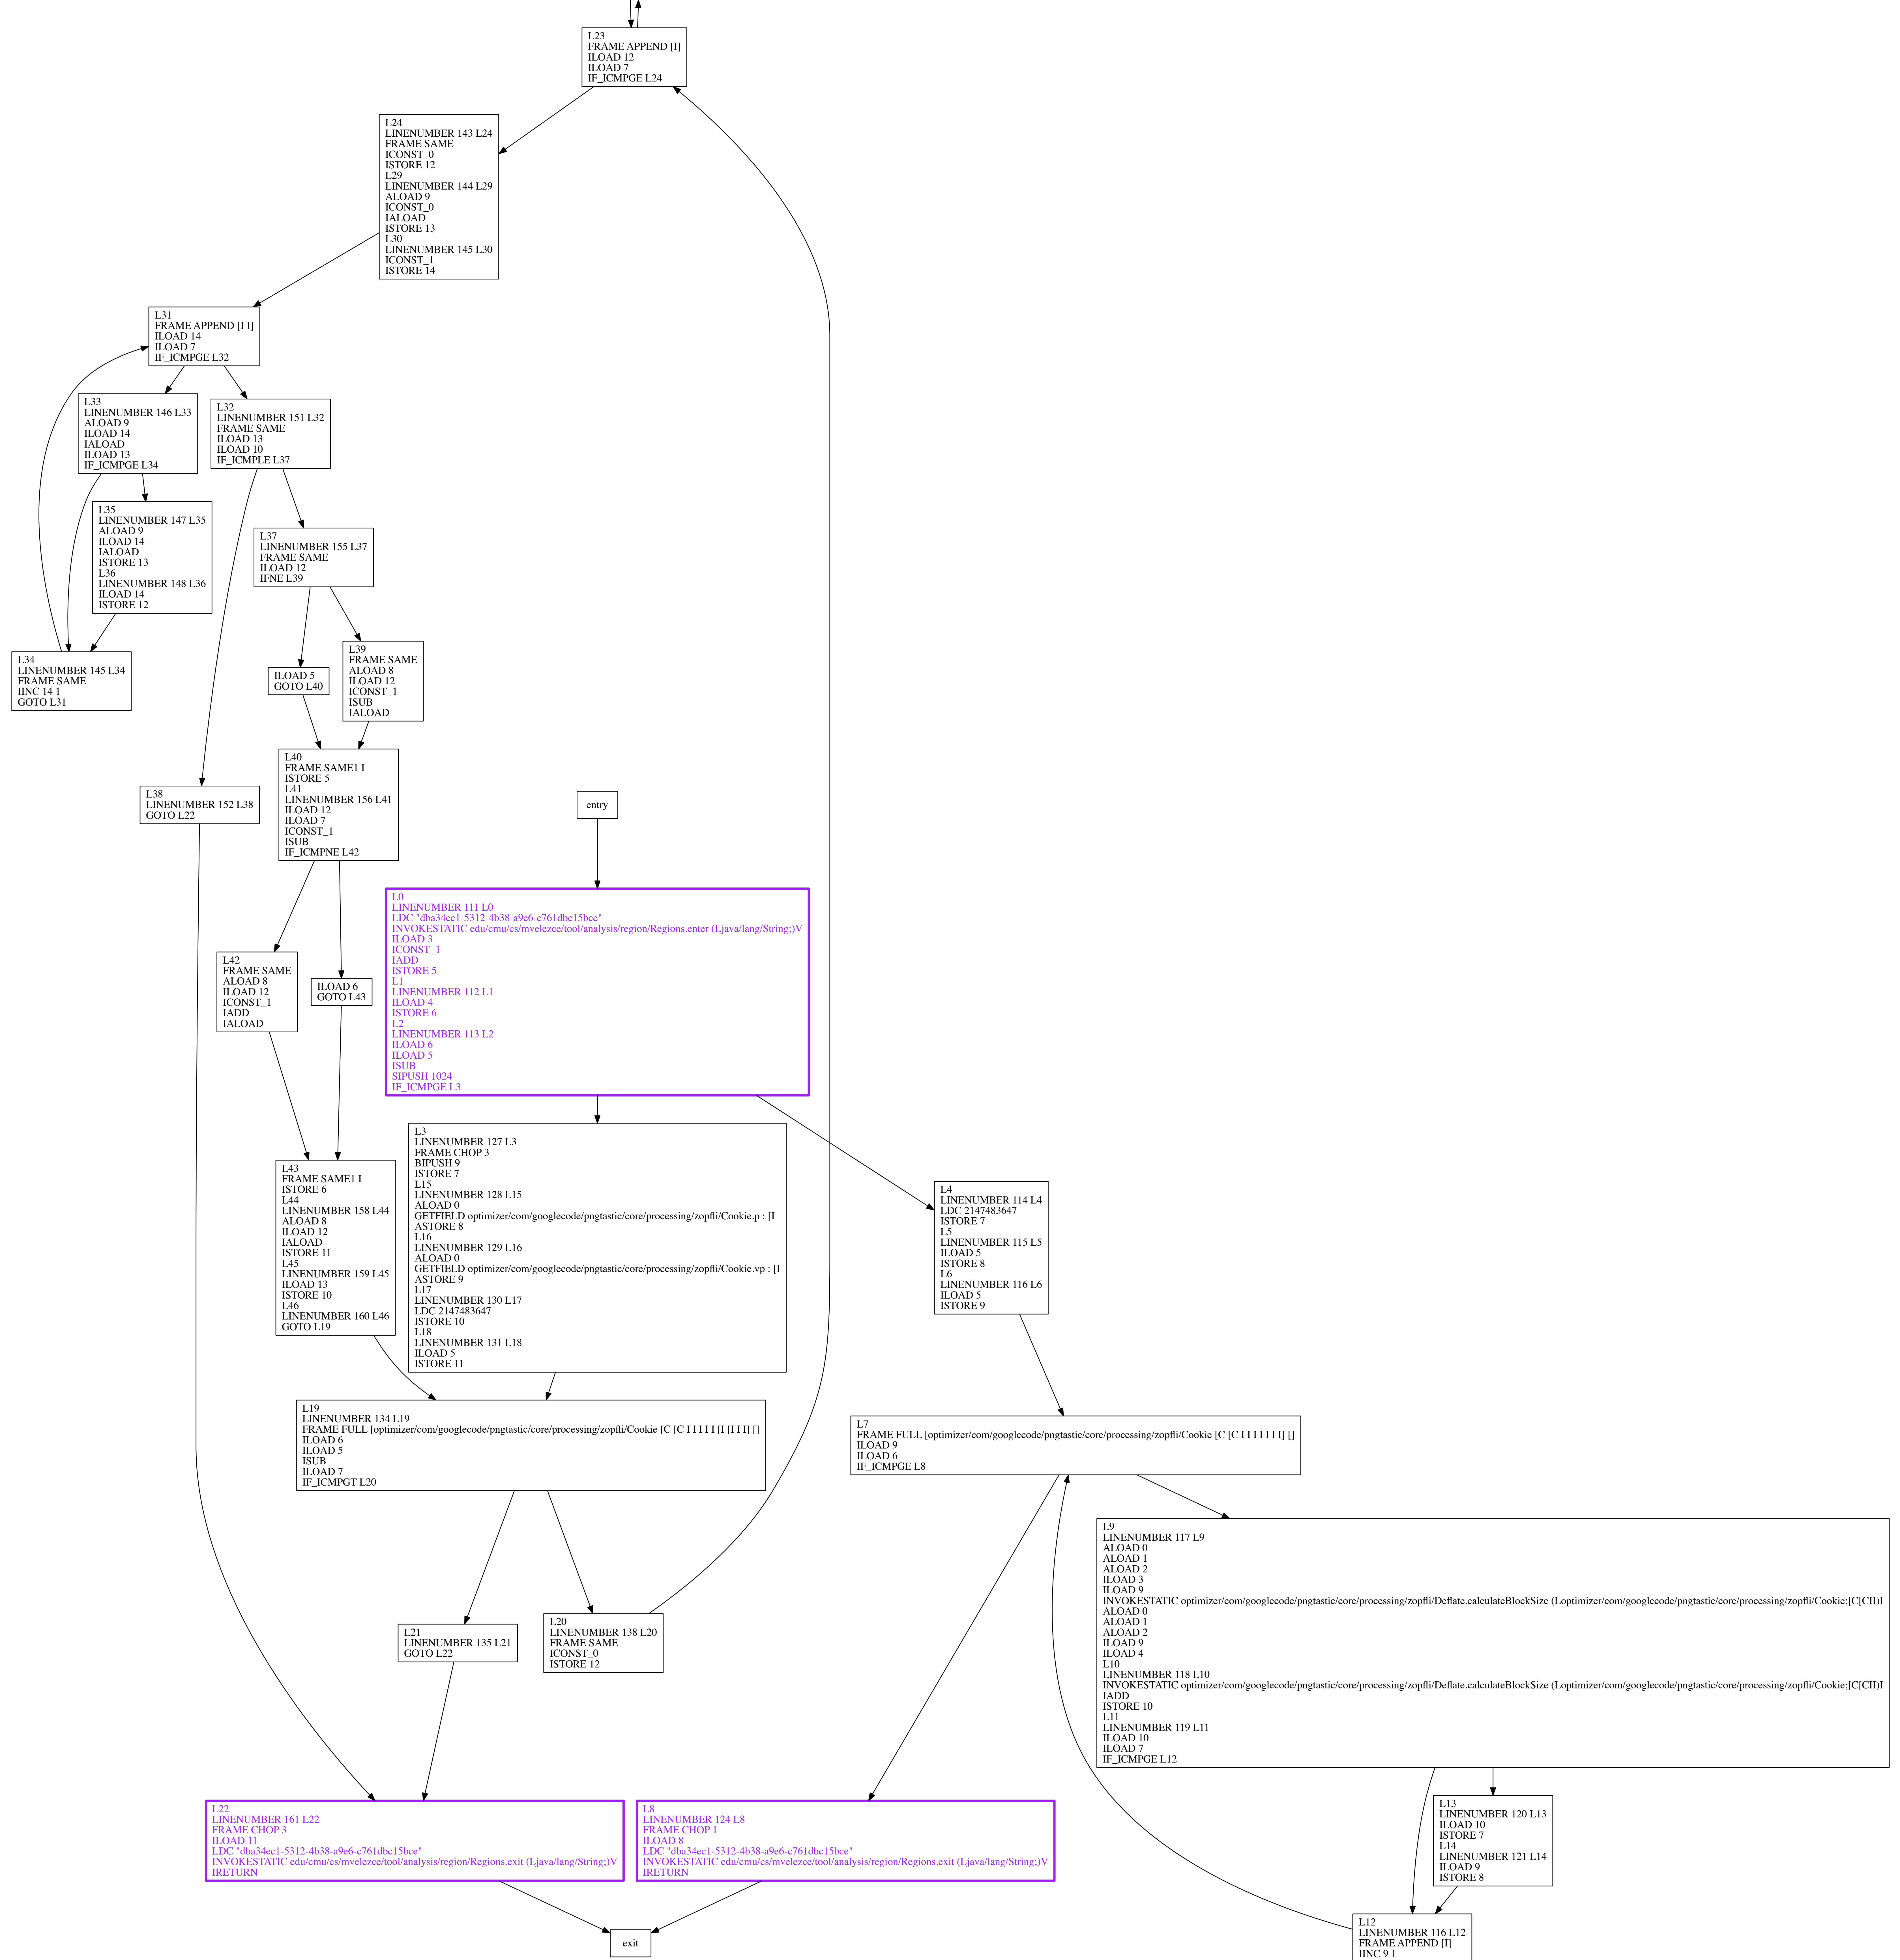 L23
FRAME APPEND [I]
ILOAD 12
ILOAD 7
IF_ICMPGE L24
L24
LINENUMBER 143 L24
FRAME SAME
ICONST_0
ISTORE 12
L29
LINENUMBER 144 L29
ALOAD 9
ICONST_0
IALOAD
ISTORE 13
L30
LINENUMBER 145 L30
ICONST_1
ISTORE 14
L31
FRAME APPEND [I I]
ILOAD 14
ILOAD 7
IF_ICMPGE L32
L33
LINENUMBER 146 L33
ALOAD 9
ILOAD 14
IALOAD
ILOAD 13
IF_ICMPGE L34
L32
LINENUMBER 151 L32
FRAME SAME
ILOAD 13
ILOAD 10
IF_ICMPLE L37
L35
LINENUMBER 147 L35
ALOAD 9
ILOAD 14
IALOAD
ISTORE 13
L36
LINENUMBER 148 L36
ILOAD 14
ISTORE 12
L37
LINENUMBER 155 L37
FRAME SAME
ILOAD 12
IFNE L39
L34
LINENUMBER 145 L34
FRAME SAME
IINC 14 1
GOTO L31
ILOAD 5
GOTO L40
L39
FRAME SAME
ALOAD 8
ILOAD 12
ICONST_1
ISUB
IALOAD
L40
FRAME SAME1 I
ISTORE 5
L41
LINENUMBER 156 L41
ILOAD 12
ILOAD 7
ICONST_1
ISUB
IF_ICMPNE L42
L38
LINENUMBER 152 L38
GOTO L22
entry
L0
LINENUMBER 111 L0
LDC "dba34ec1-5312-4b38-a9e6-c761dbc15bce"
INVOKESTATIC edu/cmu/cs/mvelezce/tool/analysis/region/Regions.enter (Ljava/lang/String;)V
ILOAD 3
ICONST_1
IADD
ISTORE 5
L1
LINENUMBER 112 L1
ILOAD 4
ISTORE 6
L2
LINENUMBER 113 L2
ILOAD 6
ILOAD 5
ISUB
SIPUSH 1024
IF_ICMPGE L3
L42
FRAME SAME
ALOAD 8
ILOAD 12
ICONST_1
IADD
IALOAD
ILOAD 6
GOTO L43
L3
LINENUMBER 127 L3
FRAME CHOP 3
BIPUSH 9
ISTORE 7
L15
LINENUMBER 128 L15
ALOAD 0
GETFIELD optimizer/com/googlecode/pngtastic/core/processing/zopfli/Cookie.p : [I
ASTORE 8
L16
LINENUMBER 129 L16
ALOAD 0
GETFIELD optimizer/com/googlecode/pngtastic/core/processing/zopfli/Cookie.vp : [I
ASTORE 9
L17
LINENUMBER 130 L17
LDC 2147483647
ISTORE 10
L18
LINENUMBER 131 L18
ILOAD 5
ISTORE 11
L43
FRAME SAME1 I
ISTORE 6
L44
LINENUMBER 158 L44
ALOAD 8
ILOAD 12
IALOAD
ISTORE 11
L45
LINENUMBER 159 L45
ILOAD 13
ISTORE 10
L46
LINENUMBER 160 L46
GOTO L19
L4
LINENUMBER 114 L4
LDC 2147483647
ISTORE 7
L5
LINENUMBER 115 L5
ILOAD 5
ISTORE 8
L6
LINENUMBER 116 L6
ILOAD 5
ISTORE 9
L19
LINENUMBER 134 L19
FRAME FULL [optimizer/com/googlecode/pngtastic/core/processing/zopfli/Cookie [C [C I I I I I [I [I I I] []
ILOAD 6
ILOAD 5
ISUB
ILOAD 7
IF_ICMPGT L20
L7
FRAME FULL [optimizer/com/googlecode/pngtastic/core/processing/zopfli/Cookie [C [C I I I I I I I] []
ILOAD 9
ILOAD 6
IF_ICMPGE L8
L9
LINENUMBER 117 L9
ALOAD 0
ALOAD 1
ALOAD 2
ILOAD 3
ILOAD 9
INVOKESTATIC optimizer/com/googlecode/pngtastic/core/processing/zopfli/Deflate.calculateBlockSize (Loptimizer/com/googlecode/pngtastic/core/processing/zopfli/Cookie;[C[CII)I
ALOAD 0
ALOAD 1
ALOAD 2
ILOAD 9
ILOAD 4
L10
LINENUMBER 118 L10
INVOKESTATIC optimizer/com/googlecode/pngtastic/core/processing/zopfli/Deflate.calculateBlockSize (Loptimizer/com/googlecode/pngtastic/core/processing/zopfli/Cookie;[C[CII)I
IADD
ISTORE 10
L11
LINENUMBER 119 L11
ILOAD 10
ILOAD 7
IF_ICMPGE L12
L21
LINENUMBER 135 L21
GOTO L22
L20
LINENUMBER 138 L20
FRAME SAME
ICONST_0
ISTORE 12
L22
LINENUMBER 161 L22
FRAME CHOP 3
ILOAD 11
LDC "dba34ec1-5312-4b38-a9e6-c761dbc15bce"
INVOKESTATIC edu/cmu/cs/mvelezce/tool/analysis/region/Regions.exit (Ljava/lang/String;)V
IRETURN
L8
LINENUMBER 124 L8
FRAME CHOP 1
ILOAD 8
LDC "dba34ec1-5312-4b38-a9e6-c761dbc15bce"
INVOKESTATIC edu/cmu/cs/mvelezce/tool/analysis/region/Regions.exit (Ljava/lang/String;)V
IRETURN
L13
LINENUMBER 120 L13
ILOAD 10
ISTORE 7
L14
LINENUMBER 121 L14
ILOAD 9
ISTORE 8
L12
LINENUMBER 116 L12
FRAME APPEND [I]
IINC 9 1
exit